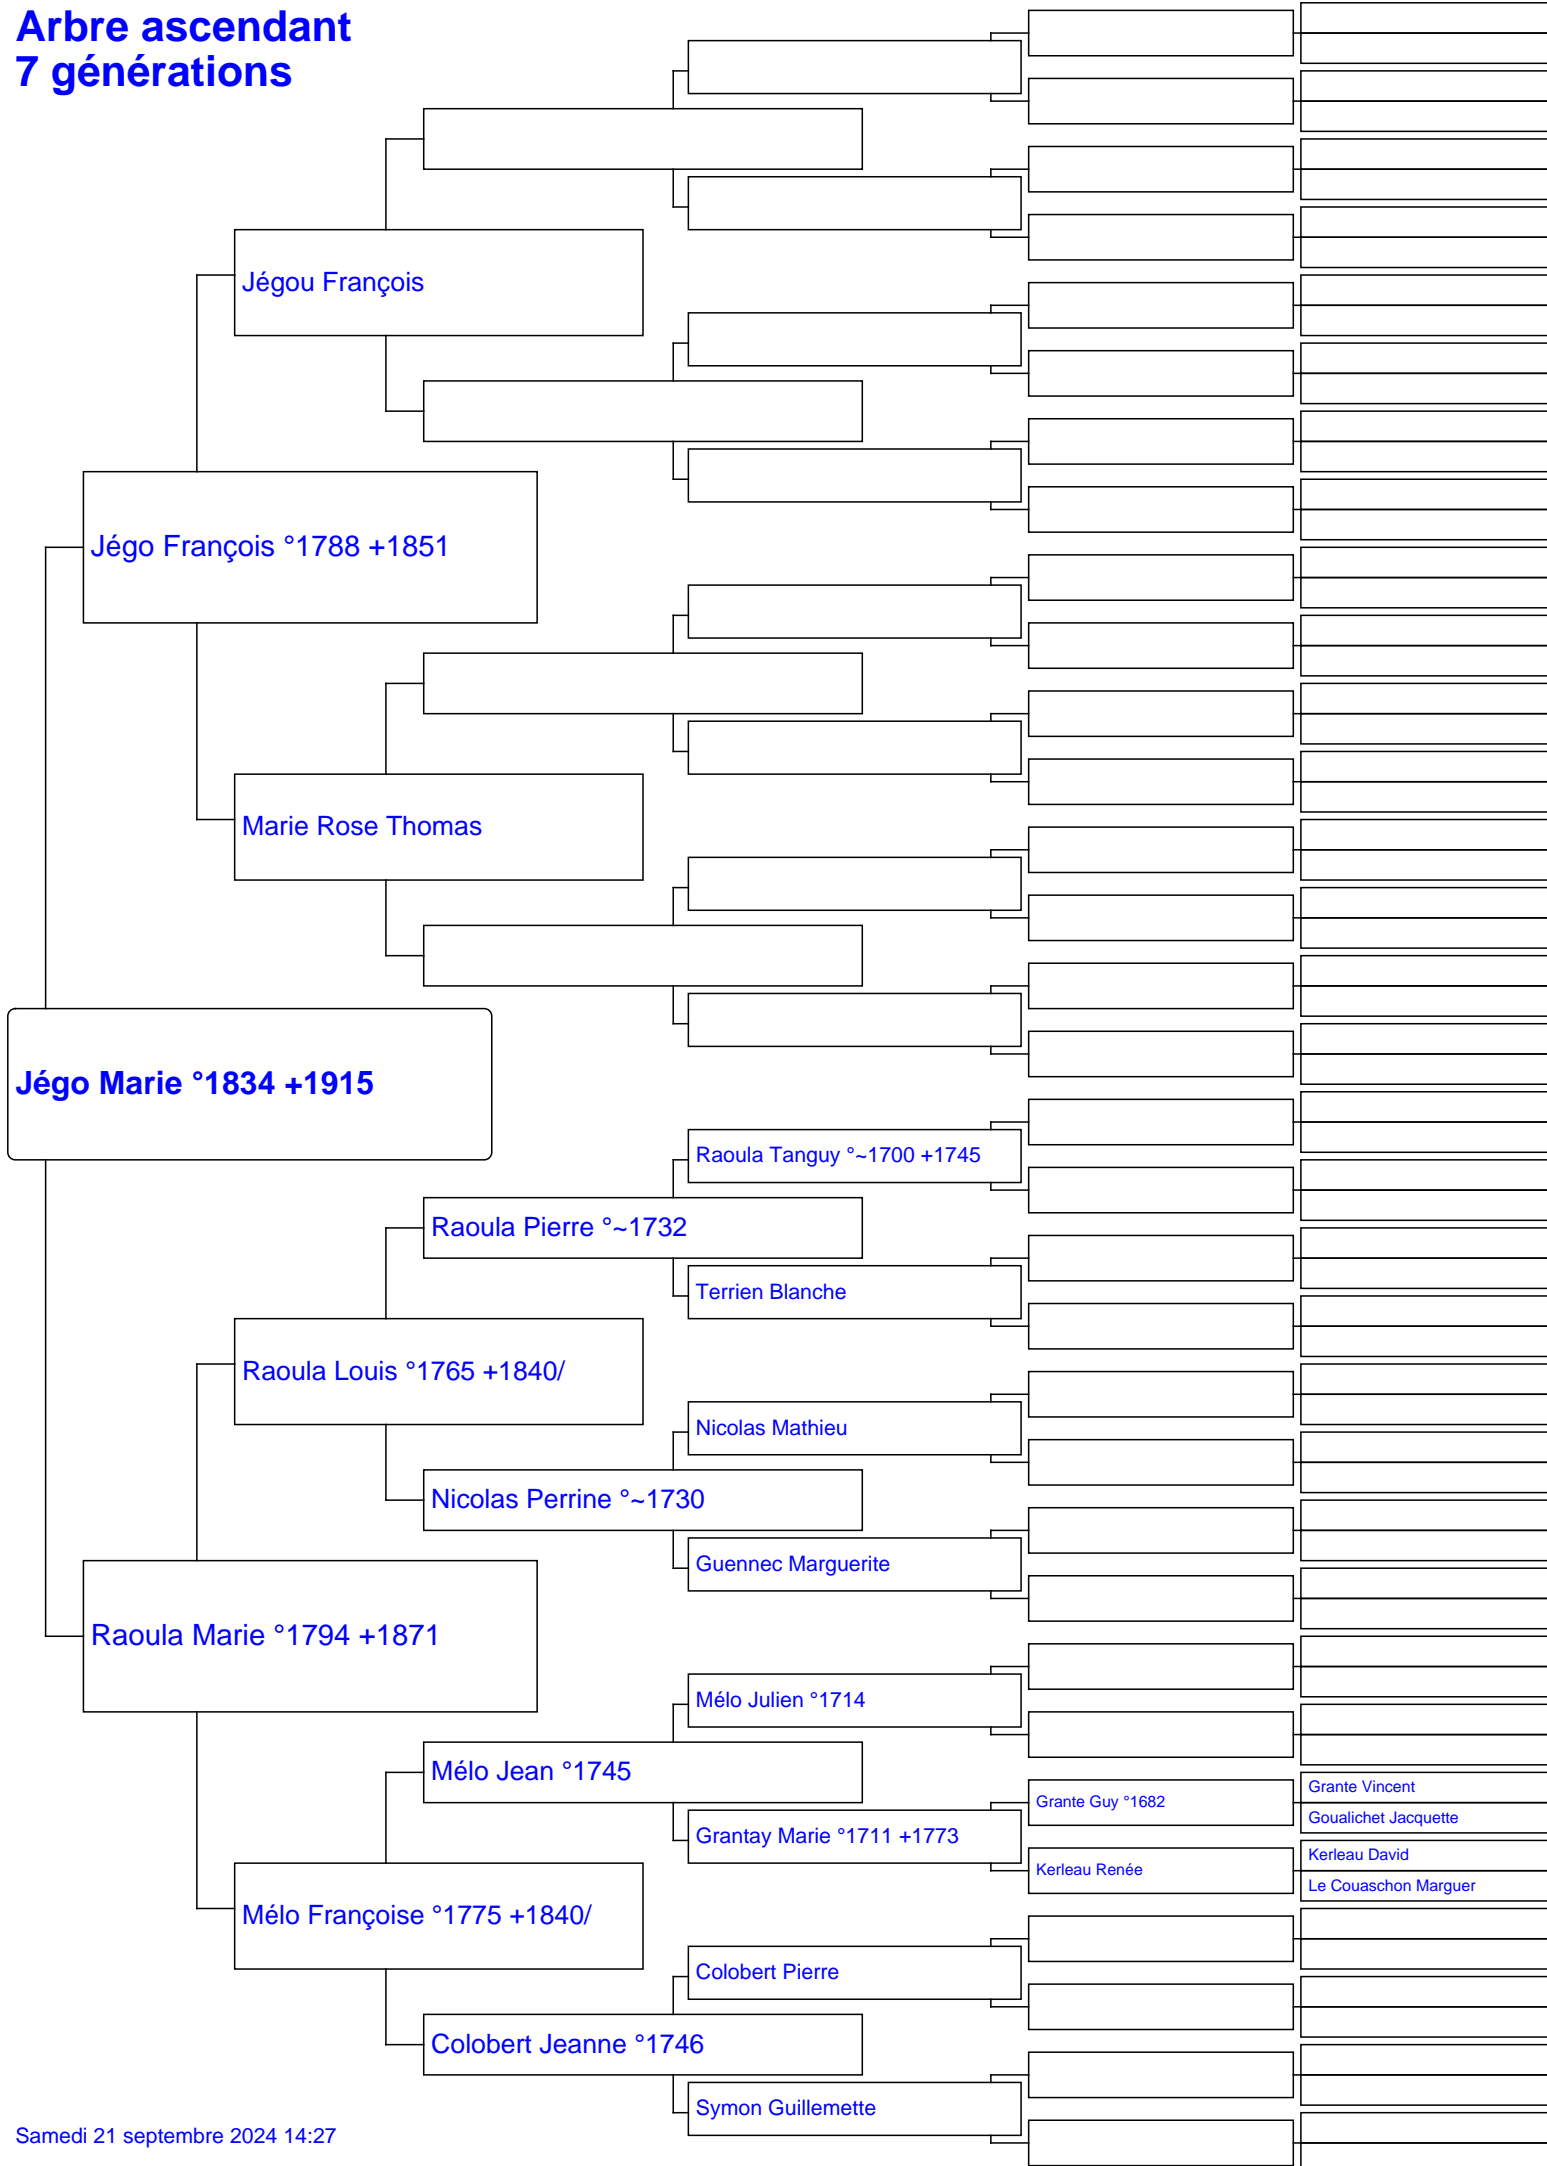 Arbre ascendant
7 générations
Jégou François
Jégo François °1788 +1851
Marie Rose Thomas
Jégo Marie °1834 +1915
Raoula Tanguy °~1700 +1745
Raoula Pierre °~1732
Terrien Blanche
Raoula Louis °1765 +1840/
Nicolas Mathieu
Nicolas Perrine °~1730
Guennec Marguerite
Raoula Marie °1794 +1871
Mélo Julien °1714
Mélo Jean °1745
Grante Vincent
Grante Guy °1682
Goualichet Jacquette
Grantay Marie °1711 +1773
Kerleau David
Kerleau Renée
Le Couaschon Marguer
Mélo Françoise °1775 +1840/
Colobert Pierre
Colobert Jeanne °1746
Symon Guillemette
Samedi 21 septembre 2024 14:27